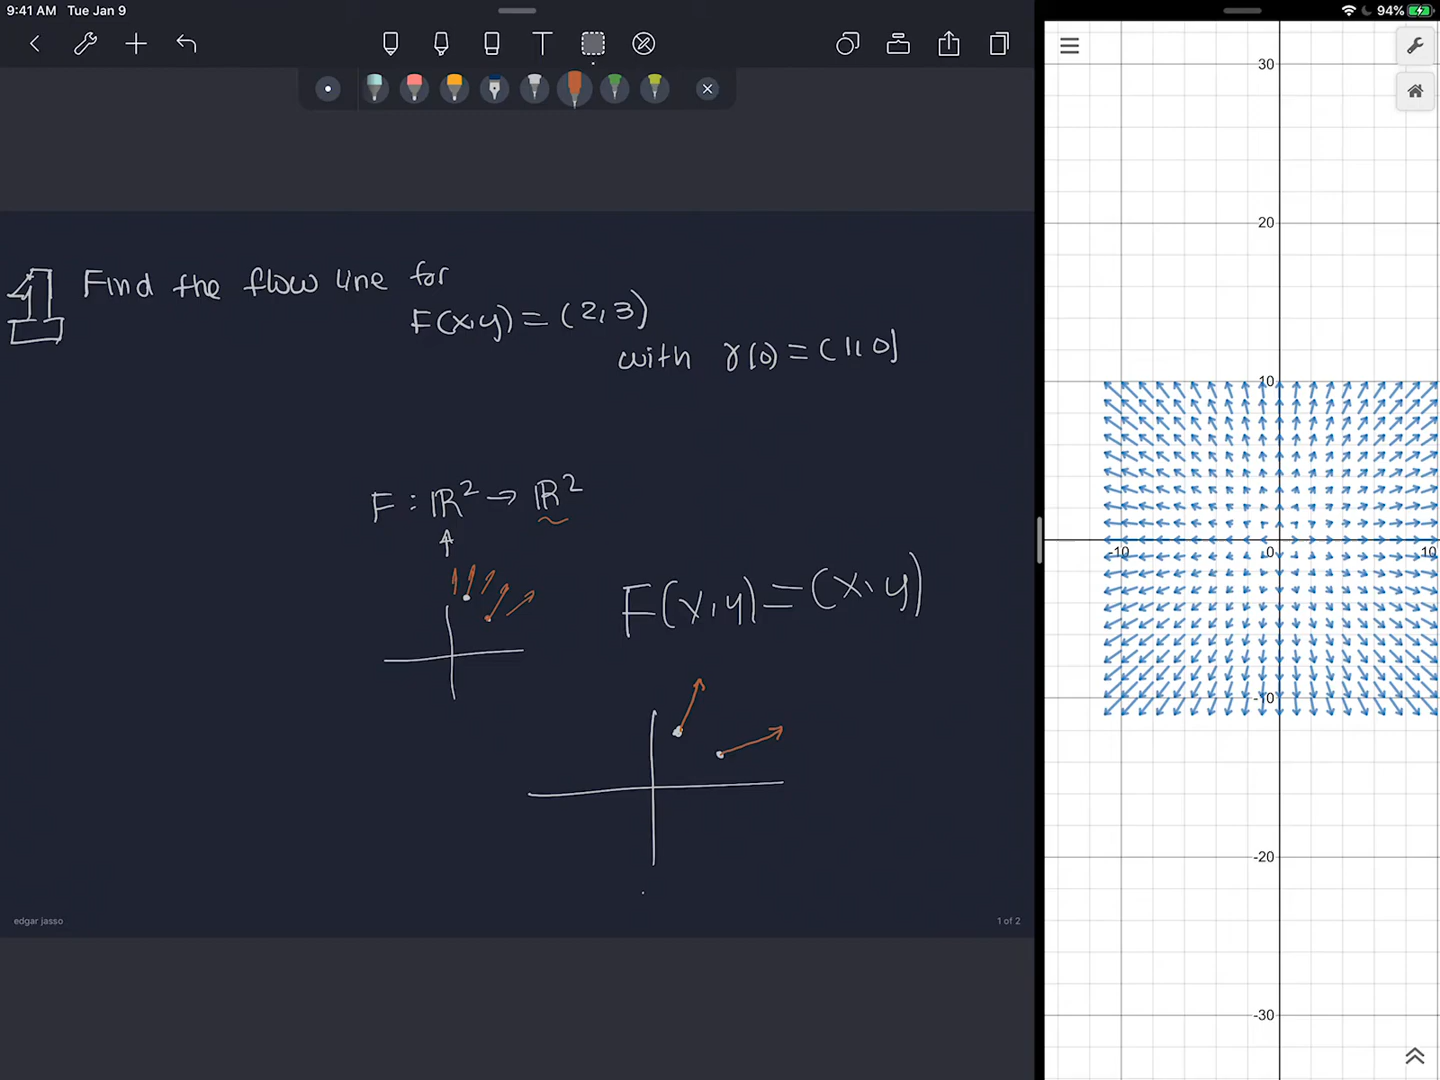 9:41 AM Tue Jan 9
94%
T
1 Find the flow line for
F(x,y) = (2,3)
with γ(0) = (1,0)
F : ℝ² → ℝ²
F(x,y) = (x,y)
edgar jasso
1 of 2
30
20
10
-10
0
10
-10
-20
-30